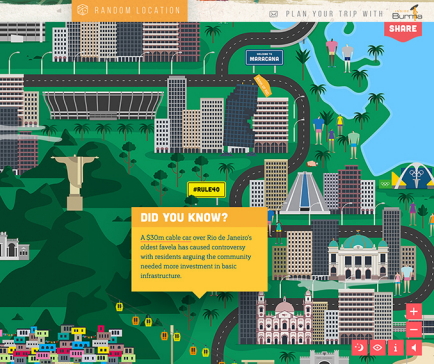 RANDOM LOCATION
PLAN YOUR TRIP WITH
Burma
SHARE
WELCOME TO
MARACANA
#RULE40
DID YOU KNOW?
A $30m cable car over Rio de Janeiro's
oldest favela has caused controversy
with residents arguing the community
needed more investment in basic
infrastructure.